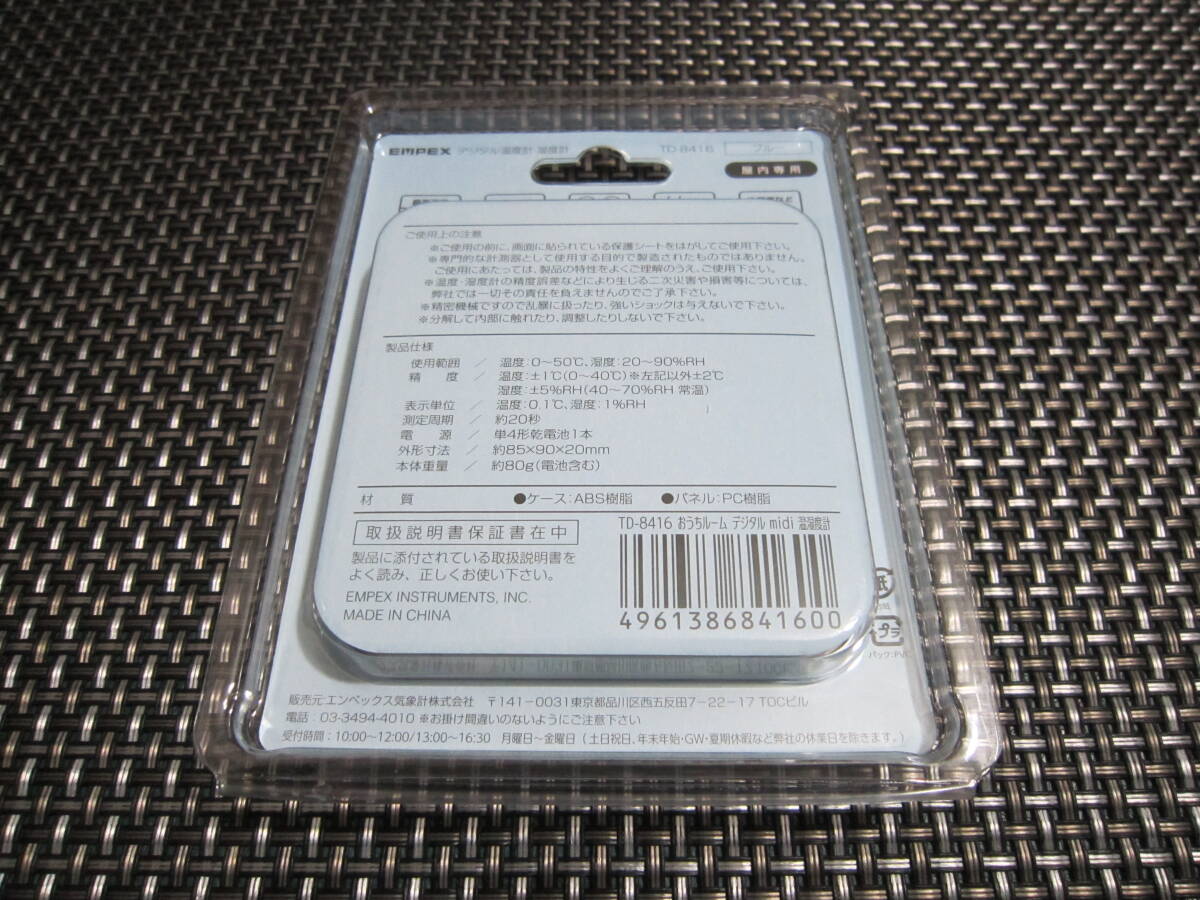 EMPEX デジタル温度計 湿度計 TD-8416 ブルー
屋内専用
ご使用上の注意
※ご使用の前に、画面に貼られている保護シートをはがしてご使用下さい。
※専門的な計測器として使用する目的で製造されたものではありません。
ご使用にあたっては、製品の特性をよくご理解のうえ、ご使用下さい。
※温度・湿度計の精度誤差などにより生じる二次災害や損害等については、
弊社では一切その責任を負えませんのでご了承下さい。
※精密機械ですので乱暴に扱ったり、強いショックは与えないで下さい。
※分解して内部に触れたり、調整したりしないで下さい。
製品仕様
使用範囲 / 温度:0～50℃、湿度:20～90%RH
精 度 / 温度:±1℃(0～40℃)※左記以外±2℃
湿度:±5%RH(40～70%RH 常温)
表示単位 / 温度:0.1℃、湿度:1%RH
測定周期 / 約20秒
電 源 / 単4形乾電池1本
外形寸法 / 約85×90×20mm
本体重量 / 約80g(電池含む)
材 質 ●ケース:ABS樹脂 ●パネル:PC樹脂
取扱説明書保証書在中
製品に添付されている取扱説明書を
よく読み、正しくお使い下さい。
EMPEX INSTRUMENTS, INC.
MADE IN CHINA
TD-8416 おうちルーム デジタル midi 温湿度計
4961386841600
紙
プラ
パック:PVC
販売元:エンペックス気象計株式会社 〒141-0031東京都品川区西五反田7-22-17 TOCビル
電話:03-3494-4010 ※お掛け間違いのないようにご注意下さい
受付時間:10:00～12:00/13:00～16:30 月曜日～金曜日(土日祝日、年末年始・GW・夏期休暇など弊社の休業日を除きます。)